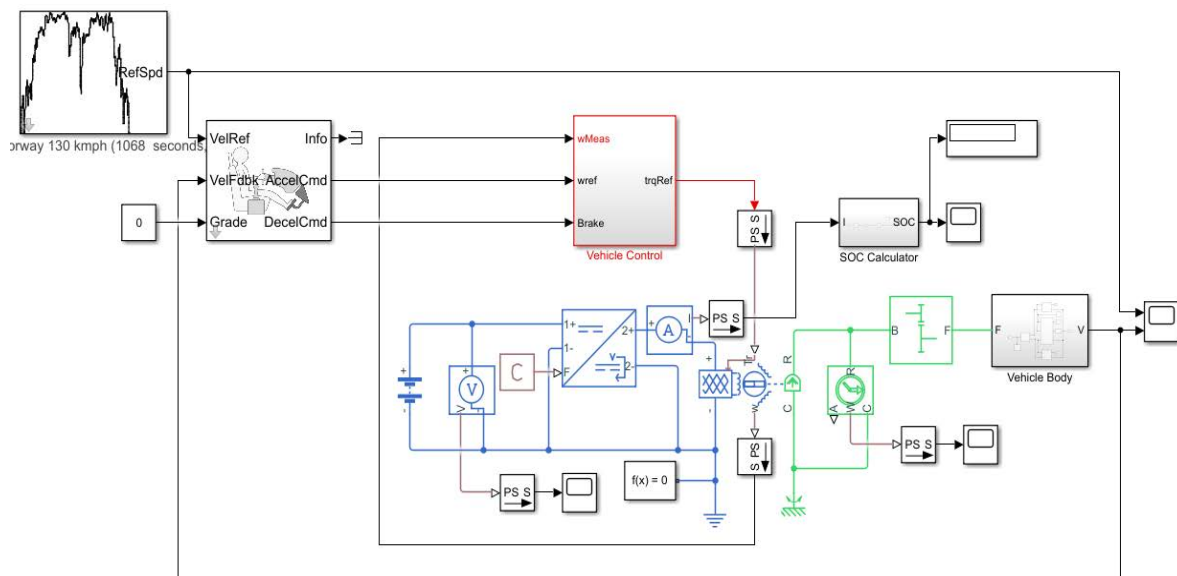 RefSpd
orway 130 kmph (1068 seconds,
VelRef
Info
VelFdbk
AccelCmd
Grade
DecelCmd
0
wMeas
wref
trqRef
Brake
Vehicle Control
PS S
I
SOC
SOC Calculator
1+
1-
2+
2-
V
F
C
+
A
I
PS S
+
V
V
+
-
+
-
Tr
w
R
C
S PS
PS S
f(x) = 0
B
F
F
V
Vehicle Body
R
A
W
C
PS S